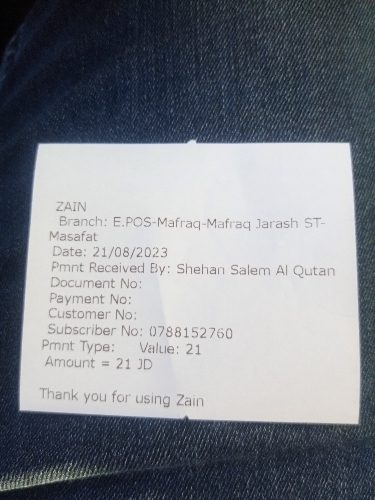 ZAIN
Branch: E.POS-Mafraq-Mafraq Jarash ST-
Masafat
Date: 21/08/2023
Pmnt Received By: Shehan Salem Al Qutan
Document No:
Payment No:
Customer No:
Subscriber No: 0788152760
Pmnt Type: Value: 21
Amount = 21 JD
Thank you for using Zain